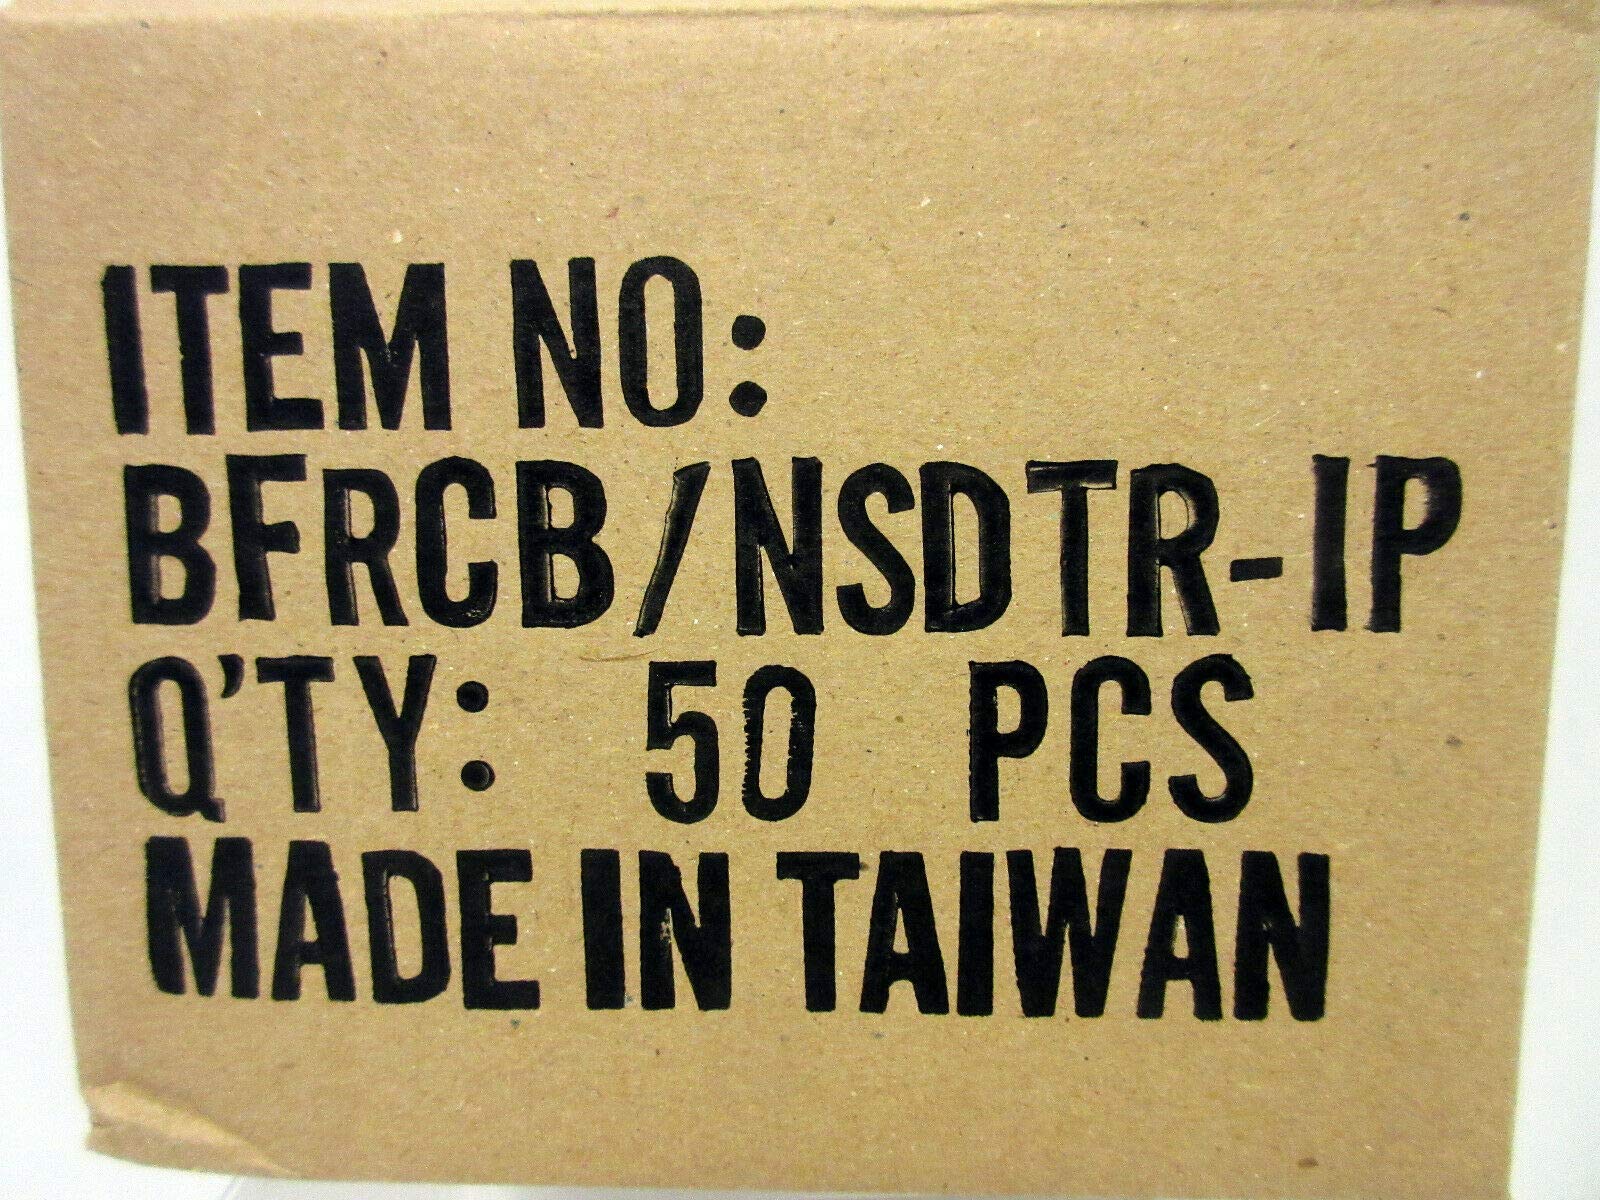 ITEM NO:
BFRCB/NSDTR-IP
Q'TY: 50 PCS
MADE IN TAIWAN